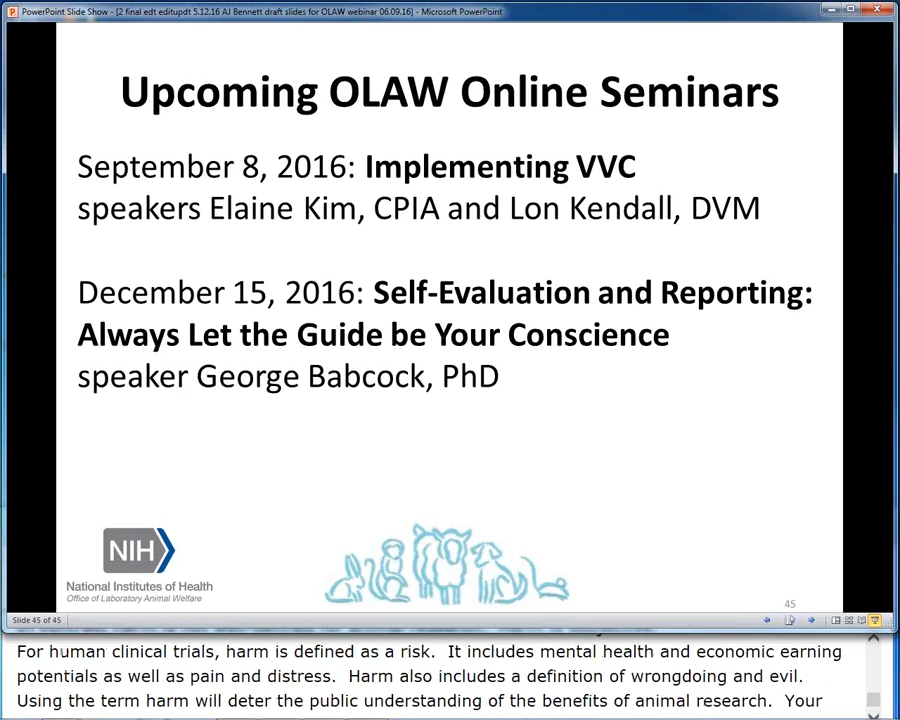 PowerPoint Slide Show - [2 final edt editupdt 5.12.16 AJ Bennett draft slides for OLAW webinar 06.09.16] - Microsoft PowerPoint
Upcoming OLAW Online Seminars
September 8, 2016: Implementing VVC
speakers Elaine Kim, CPIA and Lon Kendall, DVM
December 15, 2016: Self-Evaluation and Reporting:
Always Let the Guide be Your Conscience
speaker George Babcock, PhD
NIH
National Institutes of Health
Office of Laboratory Animal Welfare
45
Slide 45 of 45
For human clinical trials, harm is defined as a risk.  It includes mental health and economic earning
potentials as well as pain and distress.  Harm also includes a definition of wrongdoing and evil.
Using the term harm will deter the public understanding of the benefits of animal research.  Your